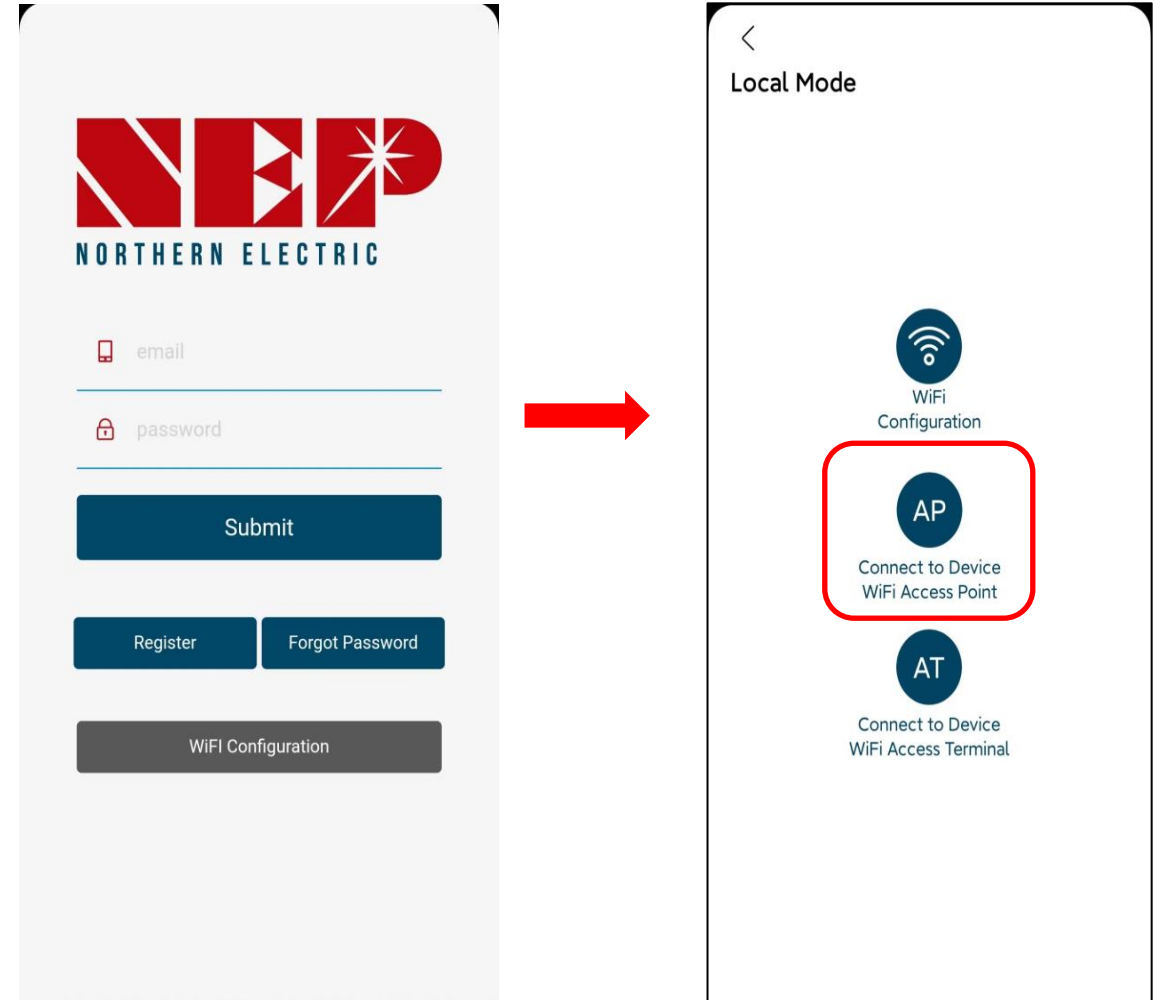 NEP
NORTHERN ELECTRIC
email
password
Submit
Register
Forgot Password
WiFI Configuration
Local Mode
WiFi
Configuration
AP
Connect to Device
WiFi Access Point
AT
Connect to Device
WiFi Access Terminal